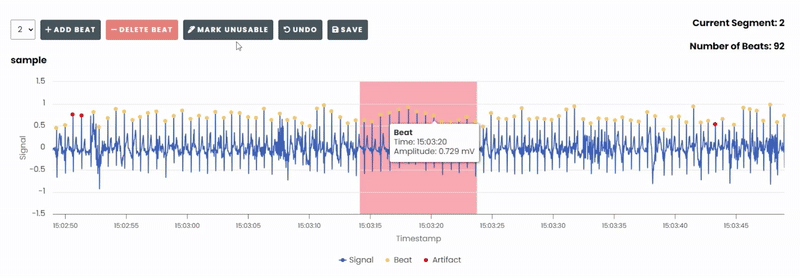 2 ADD BEAT DELETE BEAT MARK UNUSABLE UNDO SAVE
Current Segment: 2
Number of Beats: 92
sample
1.5
1
0.5
0
−0.5
−1
−1.5
Signal
Beat
Time: 15:03:20
Amplitude: 0.729 mV
15:02:50 15:02:55 15:03:00 15:03:05 15:03:10 15:03:15 15:03:20 15:03:25 15:03:30 15:03:35 15:03:40 15:03:45
Timestamp
Signal Beat Artifact